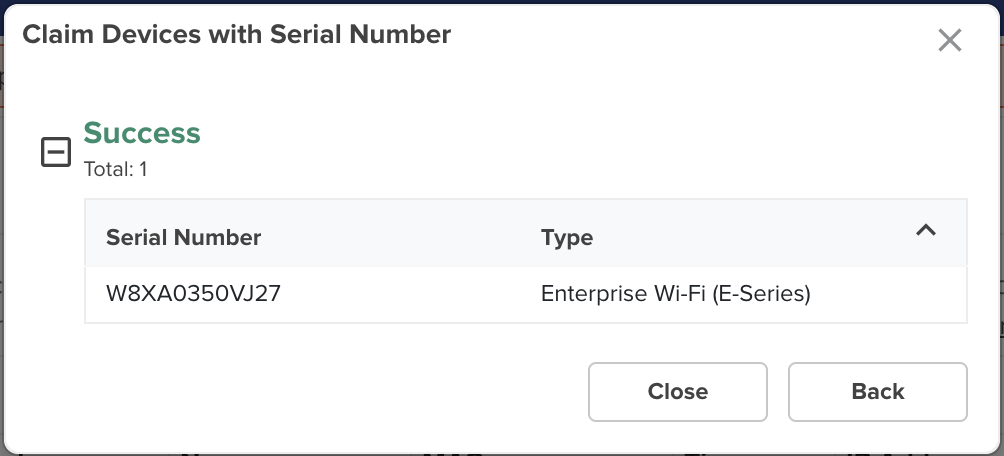 Claim Devices with Serial Number
Success
Total: 1
Serial Number Type
W8XA0350VJ27 Enterprise Wi-Fi (E-Series)
Close Back